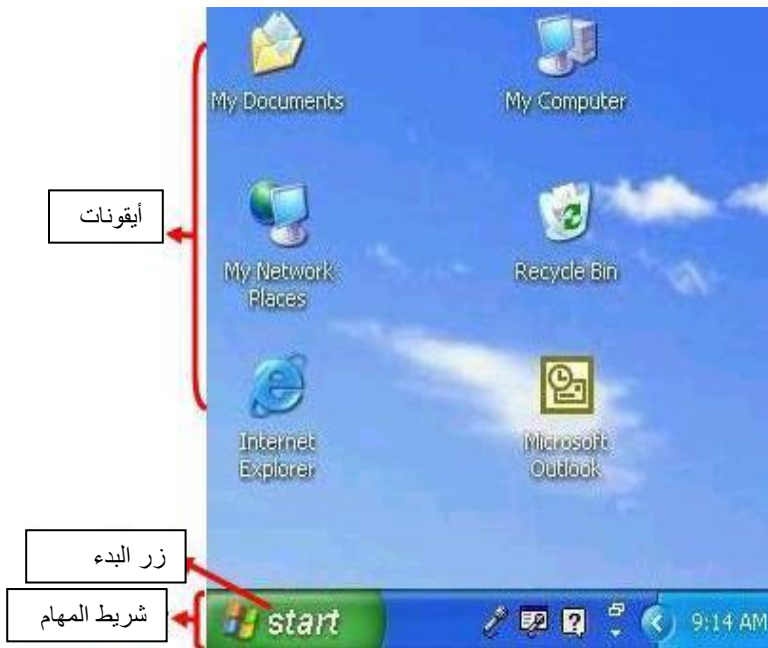 My Documents
My Computer
أيقونات
My Network
Places
Recycle Bin
Internet
Explorer
Microsoft
Outlook
زر البدء
شريط المهام
start
9:14 AM